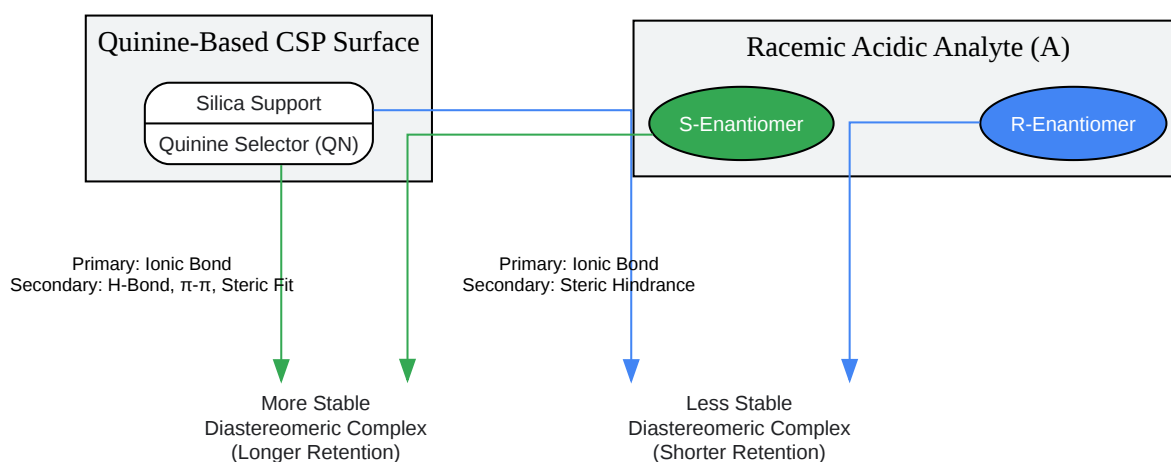 Quinine-Based CSP Surface
Silica Support
Quinine Selector (QN)
Racemic Acidic Analyte (A)
S-Enantiomer
R-Enantiomer
Primary: Ionic Bond
Secondary: H-Bond, π-π, Steric Fit
Primary: Ionic Bond
Secondary: Steric Hindrance
More Stable
Diastereomeric Complex
(Longer Retention)
Less Stable
Diastereomeric Complex
(Shorter Retention)